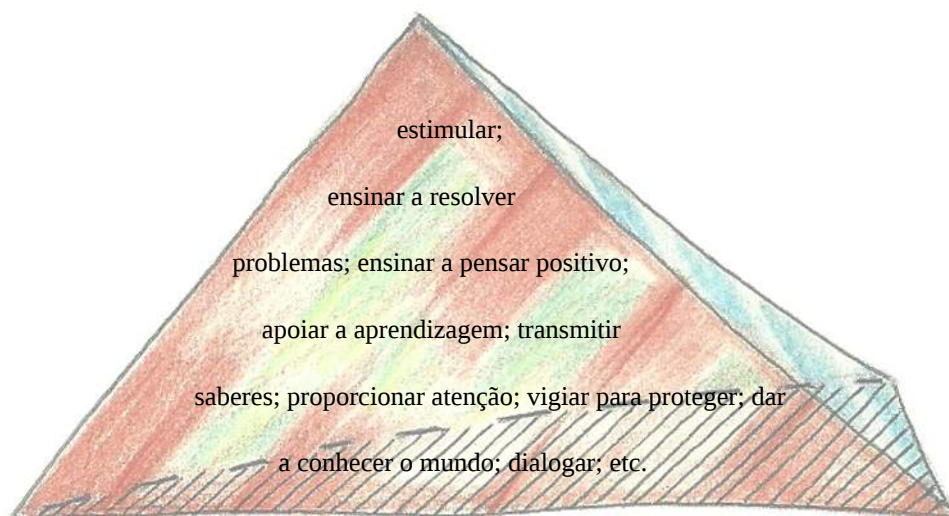 estimular;
ensinar a resolver
problemas; ensinar a pensar positivo;
apoiar a aprendizagem; transmitir
saberes; proporcionar atenção; vigiar para proteger; dar
a conhecer o mundo; dialogar; etc.